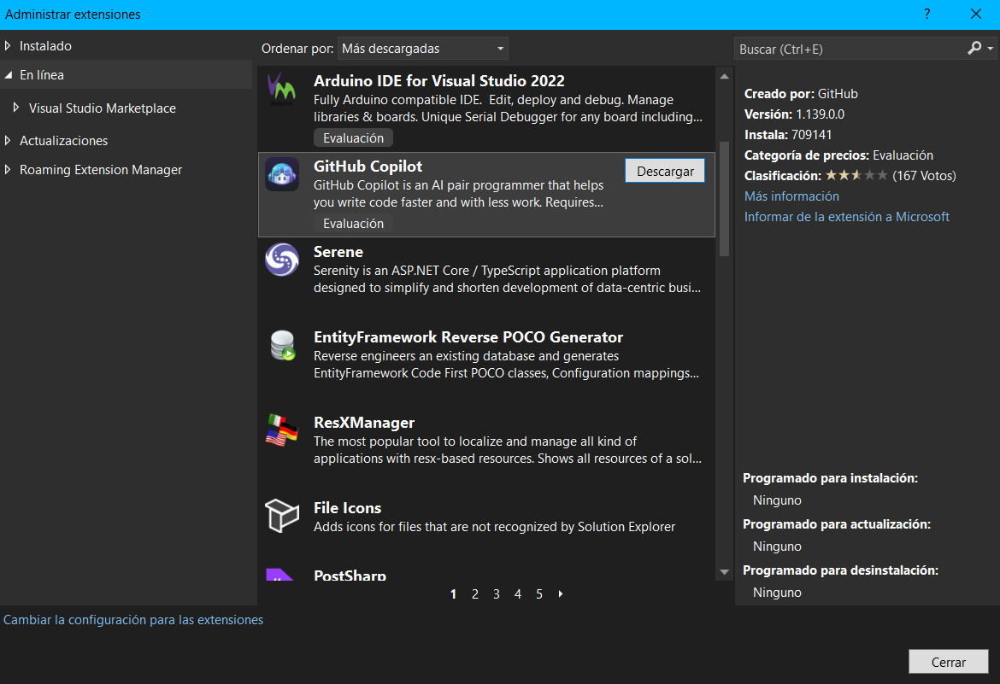 Administrar extensiones
?
Instalado
En línea
Visual Studio Marketplace
Actualizaciones
Roaming Extension Manager
Ordenar por: Más descargadas
Arduino IDE for Visual Studio 2022
Fully Arduino compatible IDE. Edit, deploy and debug. Manage
libraries & boards. Unique Serial Debugger for any board including...
Evaluación
GitHub Copilot
Descargar
GitHub Copilot is an AI pair programmer that helps
you write code faster and with less work. Requires...
Evaluación
Serene
Serenity is an ASP.NET Core / TypeScript application platform
designed to simplify and shorten development of data-centric busi...
EntityFramework Reverse POCO Generator
Reverse engineers an existing database and generates
EntityFramework Code First POCO classes, Configuration mappings...
ResXManager
The most popular tool to localize and manage all kind of
applications with resx-based resources. Shows all resources of a sol...
File Icons
Adds icons for files that are not recognized by Solution Explorer
PostSharp
1 2 3 4 5
Buscar (Ctrl+E)
Creado por: GitHub
Versión: 1.139.0.0
Instala: 709141
Categoría de precios: Evaluación
Clasificación: (167 Votos)
Más información
Informar de la extensión a Microsoft
Programado para instalación:
Ninguno
Programado para actualización:
Ninguno
Programado para desinstalación:
Ninguno
Cambiar la configuración para las extensiones
Cerrar